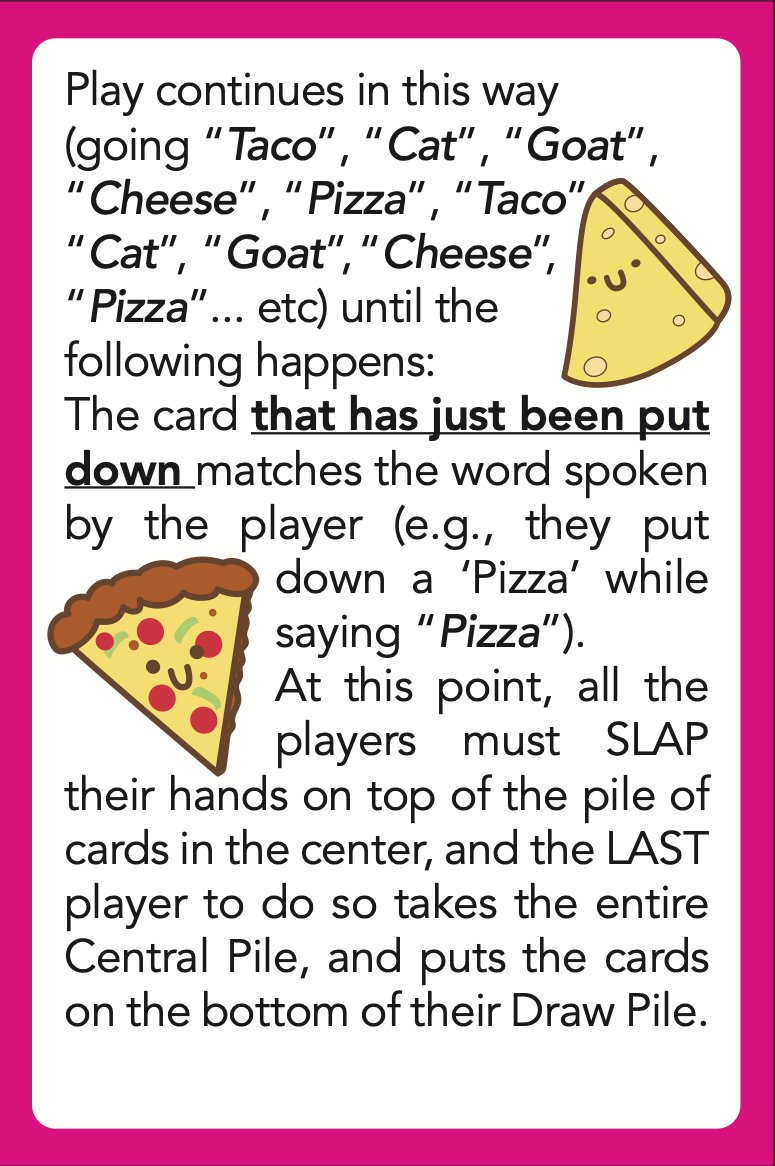 Play continues in this way
(going “Taco”, “Cat”, “Goat”,
“Cheese”, “Pizza”, “Taco”
“Cat”, “Goat”,“Cheese”,
“Pizza”... etc) until the
following happens:
The card that has just been put
down matches the word spoken
by the player (e.g., they put
down a ‘Pizza’ while
saying “Pizza”).
At this point, all the
players must SLAP
their hands on top of the pile of
cards in the center, and the LAST
player to do so takes the entire
Central Pile, and puts the cards
on the bottom of their Draw Pile.